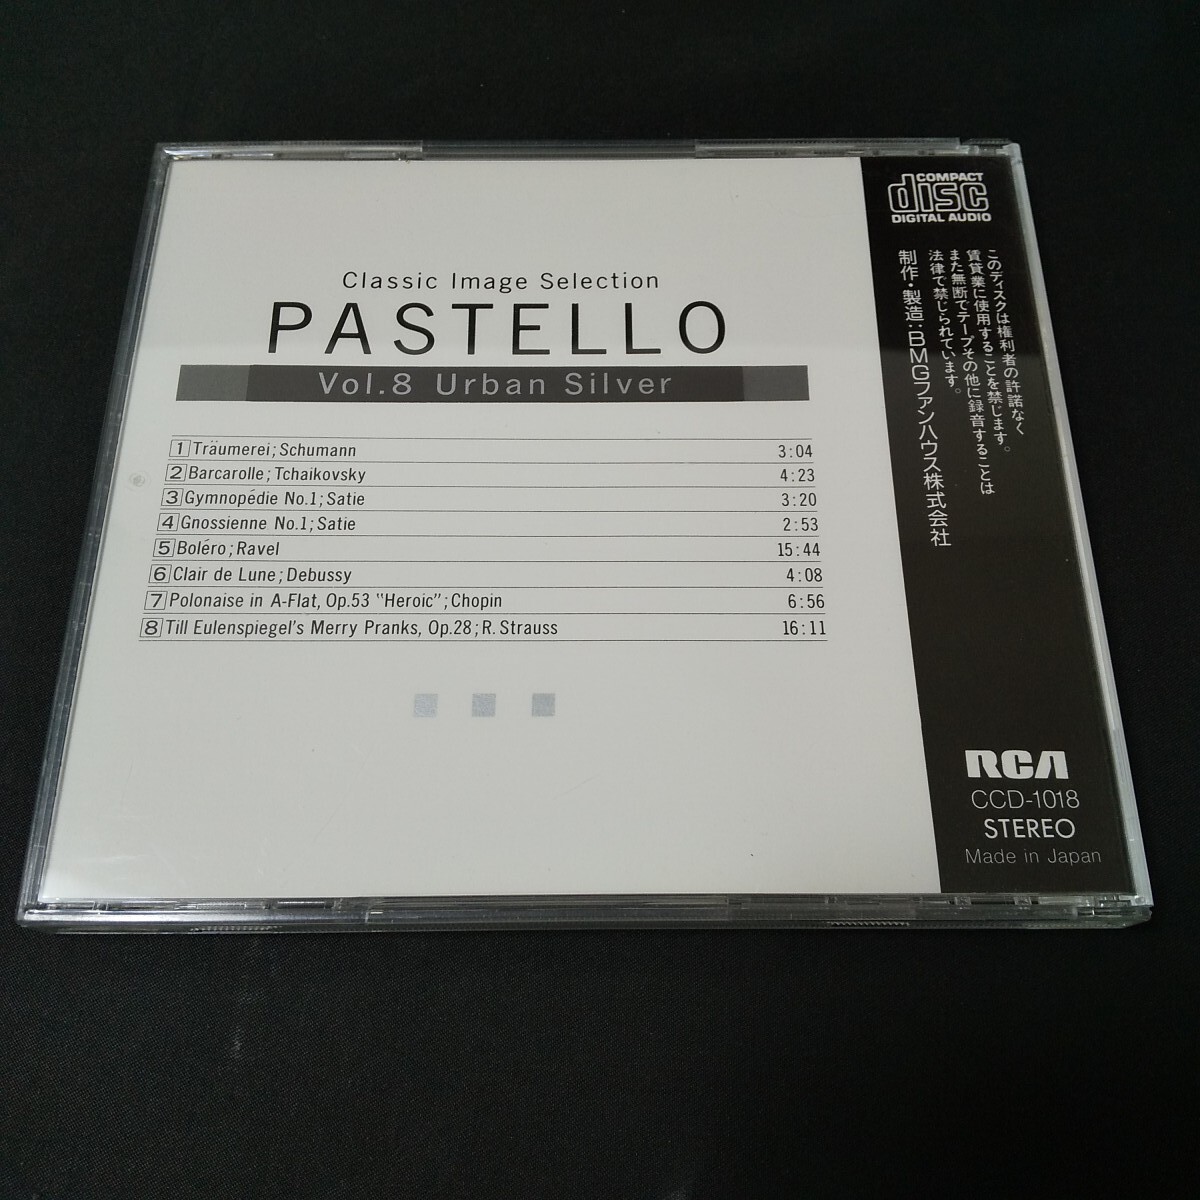 Classic Image Selection
PASTELLO
Vol.8 Urban Silver
1 Träumerei; Schumann 3:04
2 Barcarolle; Tchaikovsky 4:23
3 Gymnopédie No.1; Satie 3:20
4 Gnossienne No.1; Satie 2:53
5 Boléro; Ravel 15:44
6 Clair de Lune; Debussy 4:08
7 Polonaise in A-Flat, Op.53 "Heroic"; Chopin 6:56
8 Till Eulenspiegel's Merry Pranks, Op.28; R. Strauss 16:11
COMPACT
disc
DIGITAL AUDIO
このディスクは権利者の許諾なく
賃貸業に使用することを禁じます。
また無断でテープその他に録音することは
法律で禁じられています。
制作・製造:BMGファンハウス株式会社
RCA
CCD-1018
STEREO
Made in Japan